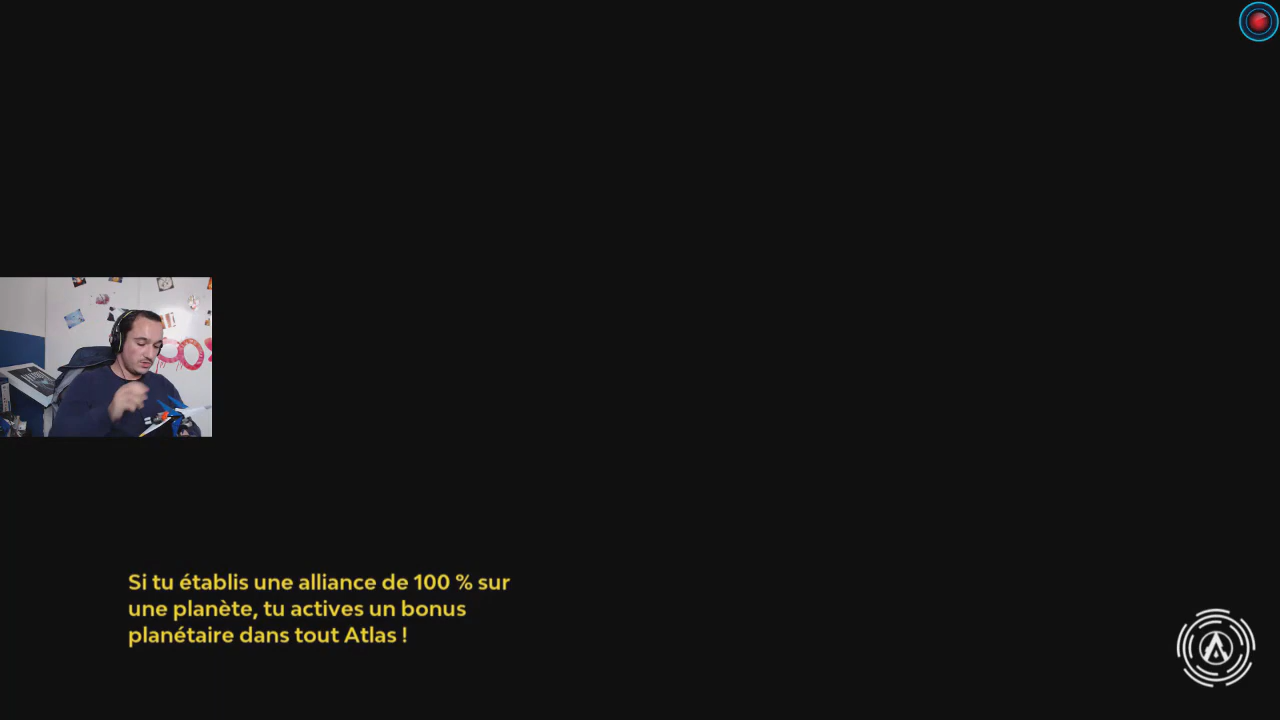 Si tu établis une alliance de 100 % sur
une planète, tu actives un bonus
planétaire dans tout Atlas !